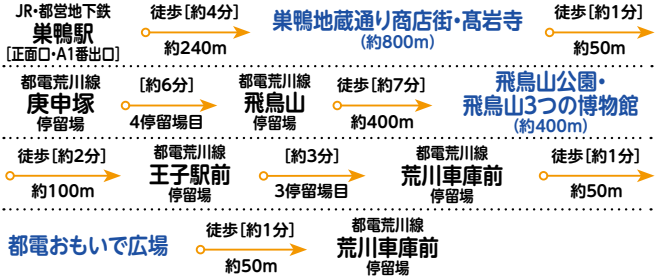 JR・都営地下鉄
巣鴨駅
[正面口・A1番出口]
徒歩[約4分]
約240m
巣鴨地蔵通り商店街・髙岩寺
(約800m)
徒歩[約1分]
約50m
都電荒川線
庚申塚
停留場
[約6分]
4停留場目
都電荒川線
飛鳥山
停留場
徒歩[約7分]
約400m
飛鳥山公園・
飛鳥山3つの博物館
(約400m)
徒歩[約2分]
約100m
都電荒川線
王子駅前
停留場
[約3分]
3停留場目
都電荒川線
荒川車庫前
停留場
徒歩[約1分]
約50m
都電おもいで広場
徒歩[約1分]
約50m
都電荒川線
荒川車庫前
停留場